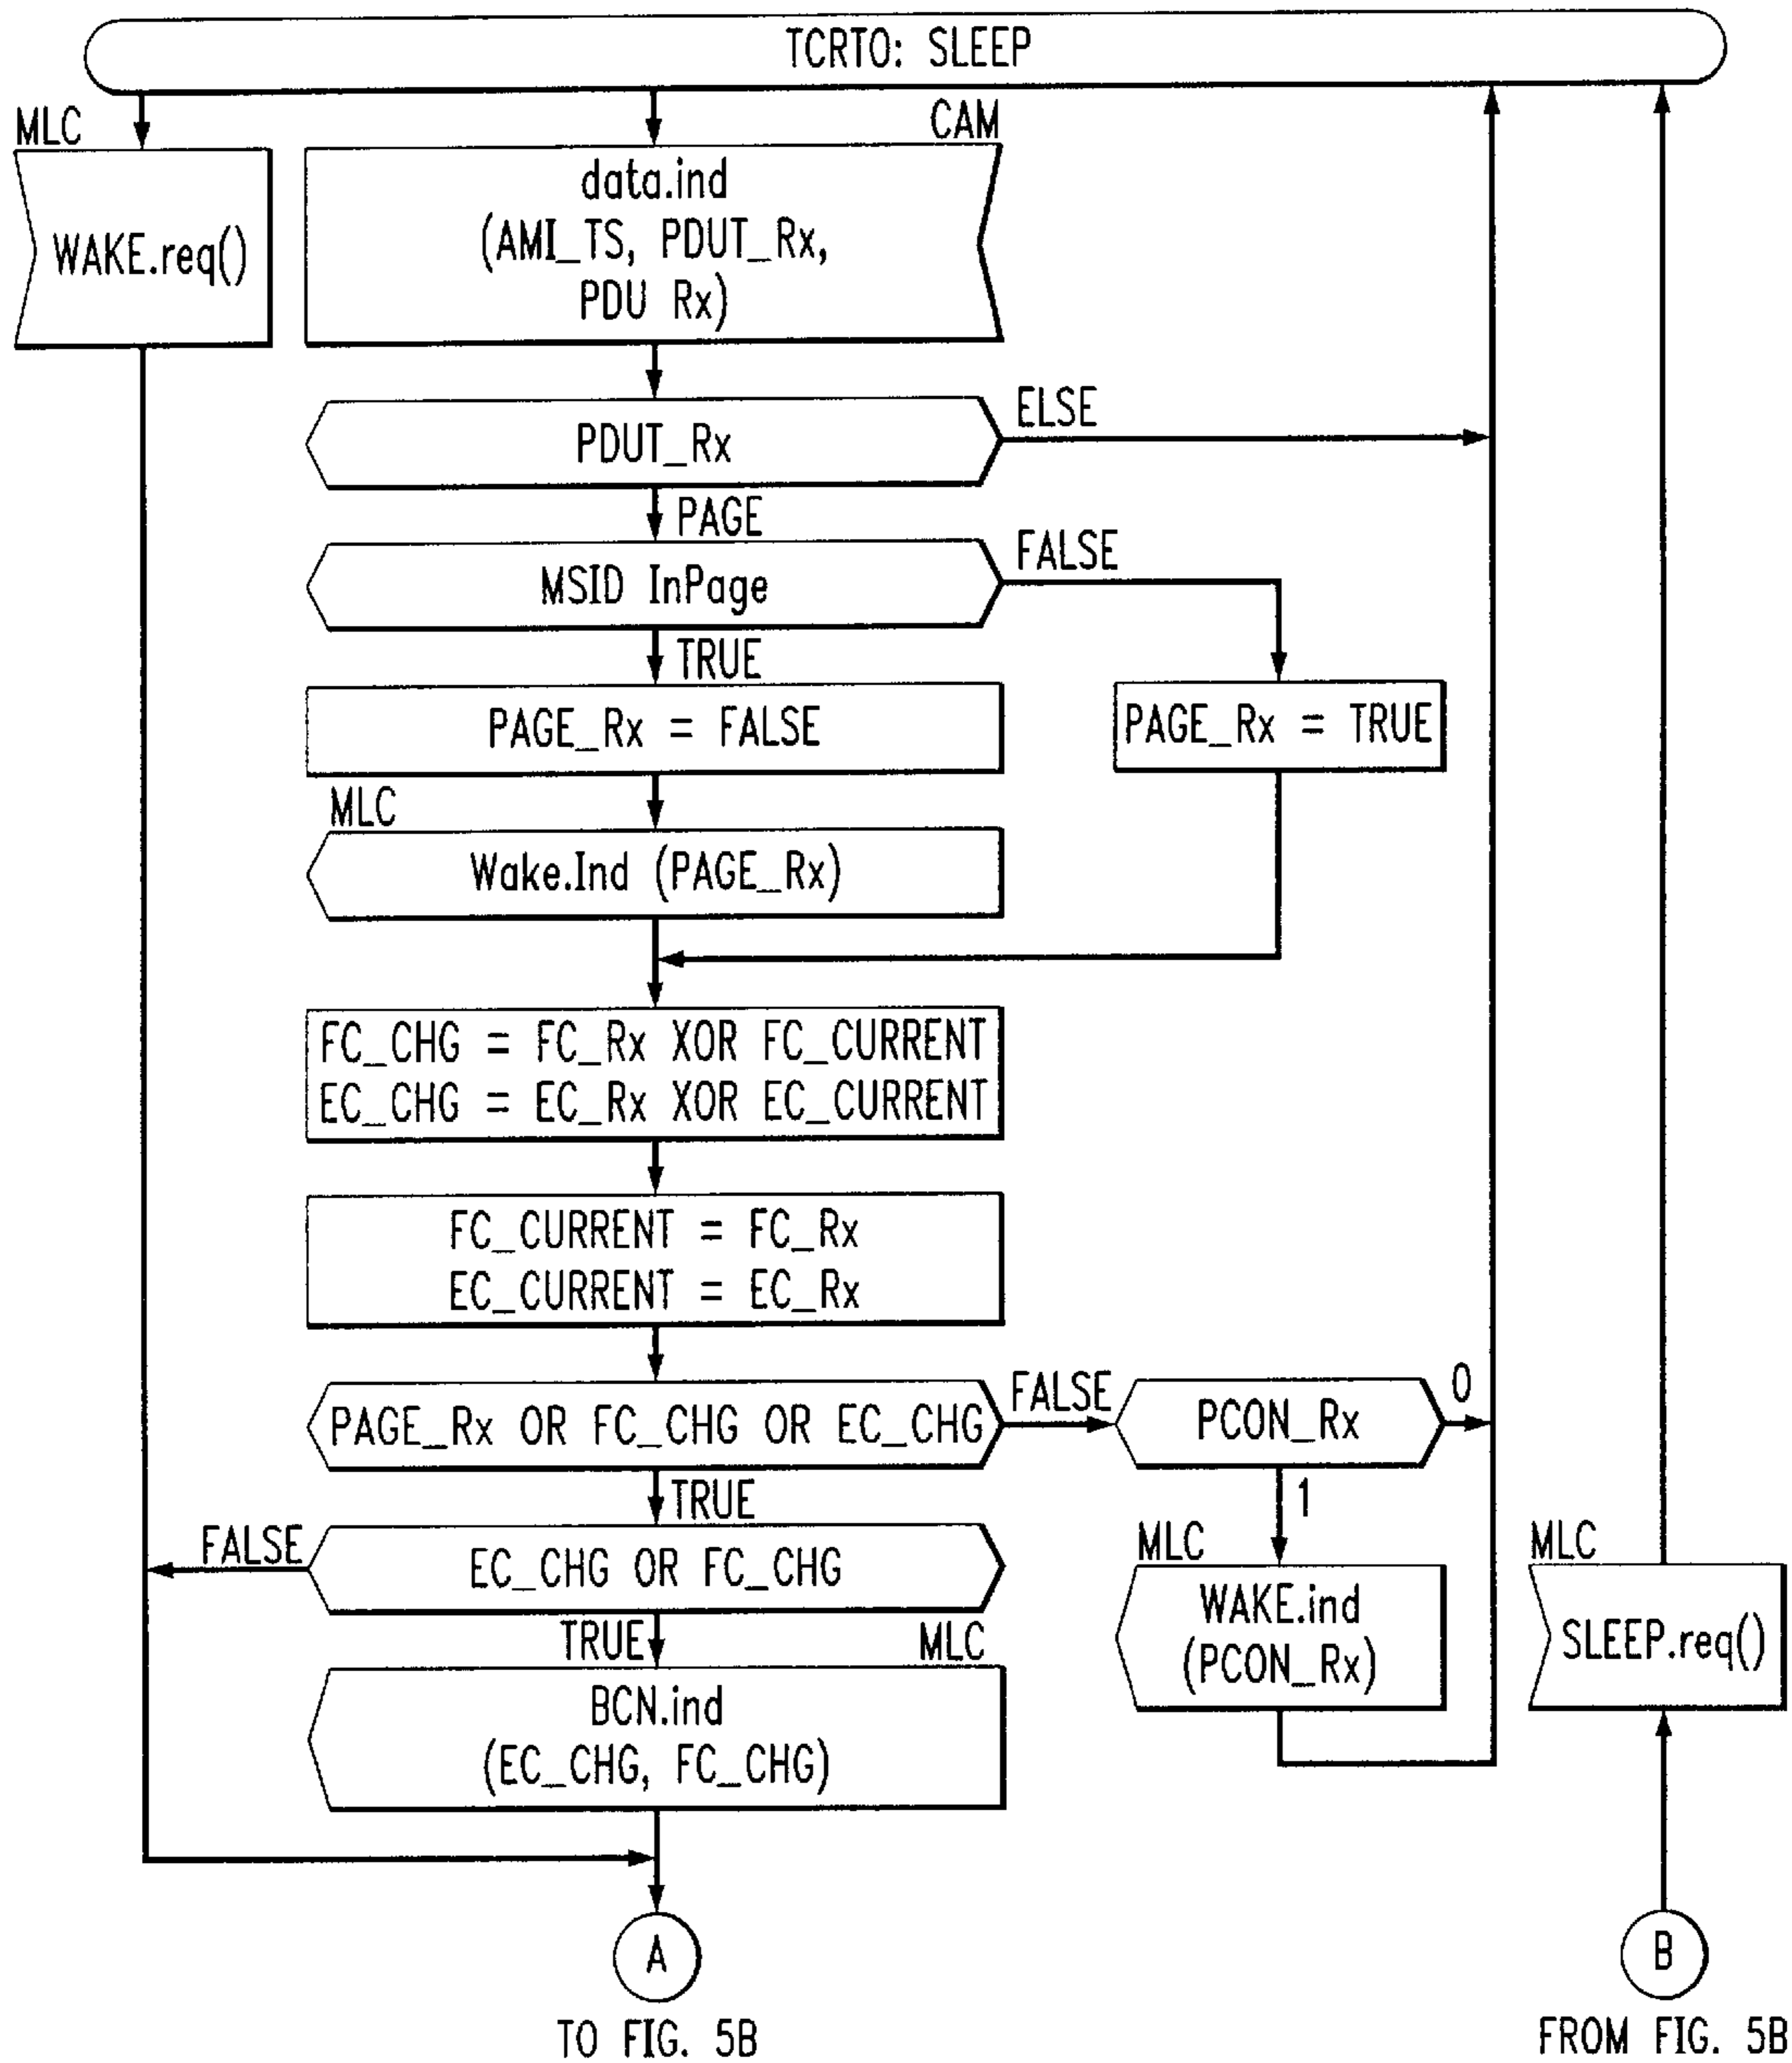 TCRTO: SLEEP
MLC
WAKE.req()
CAM
data.ind
(AMI_TS, PDUT_Rx,
PDU Rx)
PDUT_Rx
ELSE
PAGE
MSID InPage
FALSE
TRUE
PAGE_Rx = FALSE
PAGE_Rx = TRUE
MLC
Wake.Ind (PAGE_Rx)
FC_CHG = FC_Rx XOR FC_CURRENT
EC_CHG = EC_Rx XOR EC_CURRENT
FC_CURRENT = FC_Rx
EC_CURRENT = EC_Rx
PAGE_Rx OR FC_CHG OR EC_CHG
FALSE
PCON_Rx
0
TRUE
1
FALSE
EC_CHG OR FC_CHG
MLC
WAKE.ind
(PCON_Rx)
MLC
SLEEP.req()
TRUE
MLC
BCN.ind
(EC_CHG, FC_CHG)
A
TO FIG. 5B
B
FROM FIG. 5B